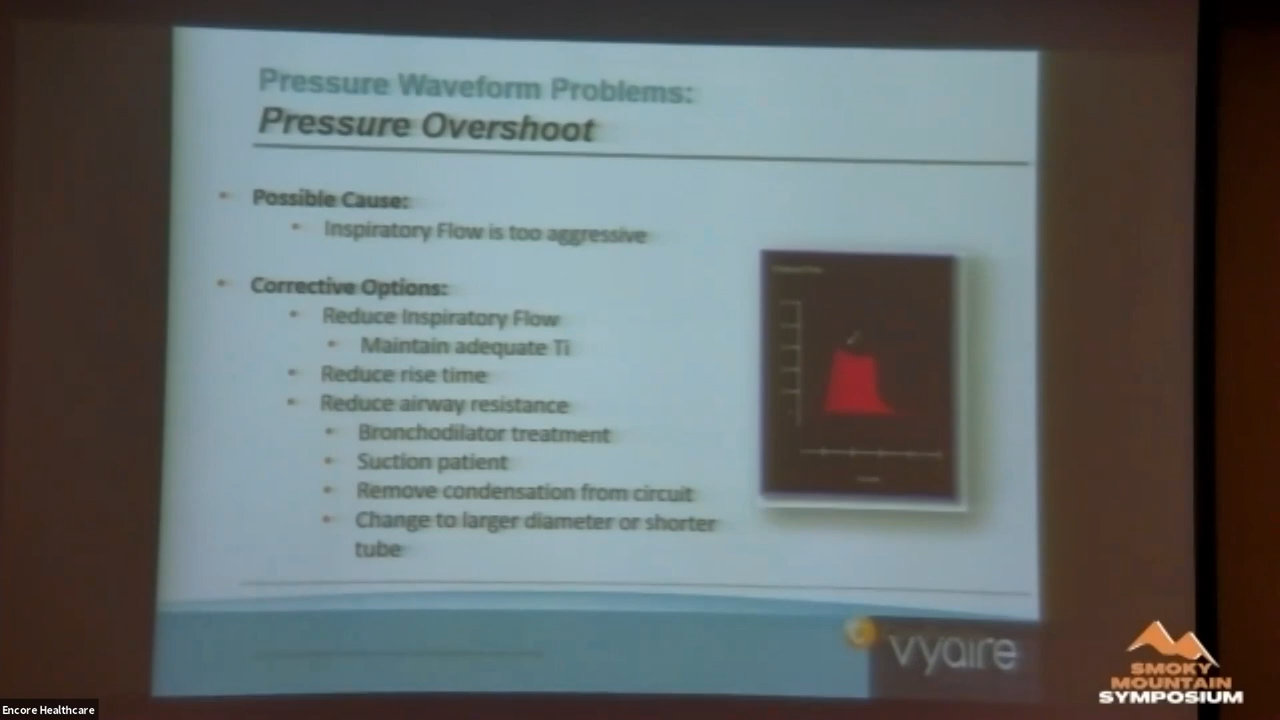 Pressure Waveform Problems:
Pressure Overshoot
Possible Cause:
Inspiratory Flow is too aggressive
Corrective Options:
Reduce Inspiratory Flow
Maintain adequate Ti
Reduce rise time
Reduce airway resistance
Bronchodilator treatment
Suction patient
Remove condensation from circuit
Change to larger diameter or shorter
tube
vyaire
SMOKY
MOUNTAIN
SYMPOSIUM
Encore Healthcare